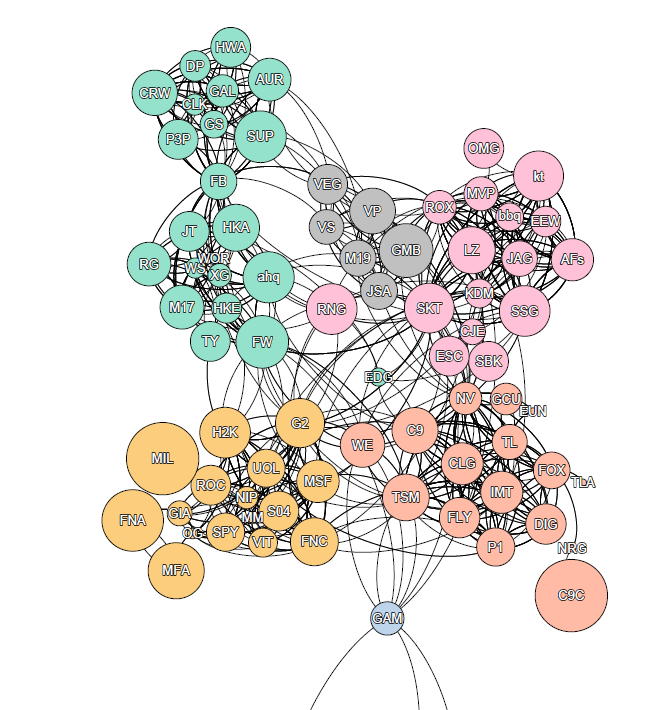 HWA
DP
AUR
CRW
GAL
CLK
GS
P3P
SUP
FB
JT
HKA
RG
WOR
WS
XG
ahq
M17
HKE
TY
FW
VEG
VP
VS
M19
GMB
JSA
OMG
kt
MVP
ROX
bbq
EEW
LZ
JAG
AFs
KDM
RNG
SKT
SSG
CJE
ESC
SBK
EDG
NV
GCU
EUN
G2
H2K
MIL
UOL
MSF
ROC
NIP
GIA
S04
FNA
MM
OG
SPY
VIT
FNC
MFA
WE
C9
TL
CLG
FOX
TLA
TSM
IMT
FLY
DIG
P1
NRG
C9C
GAM